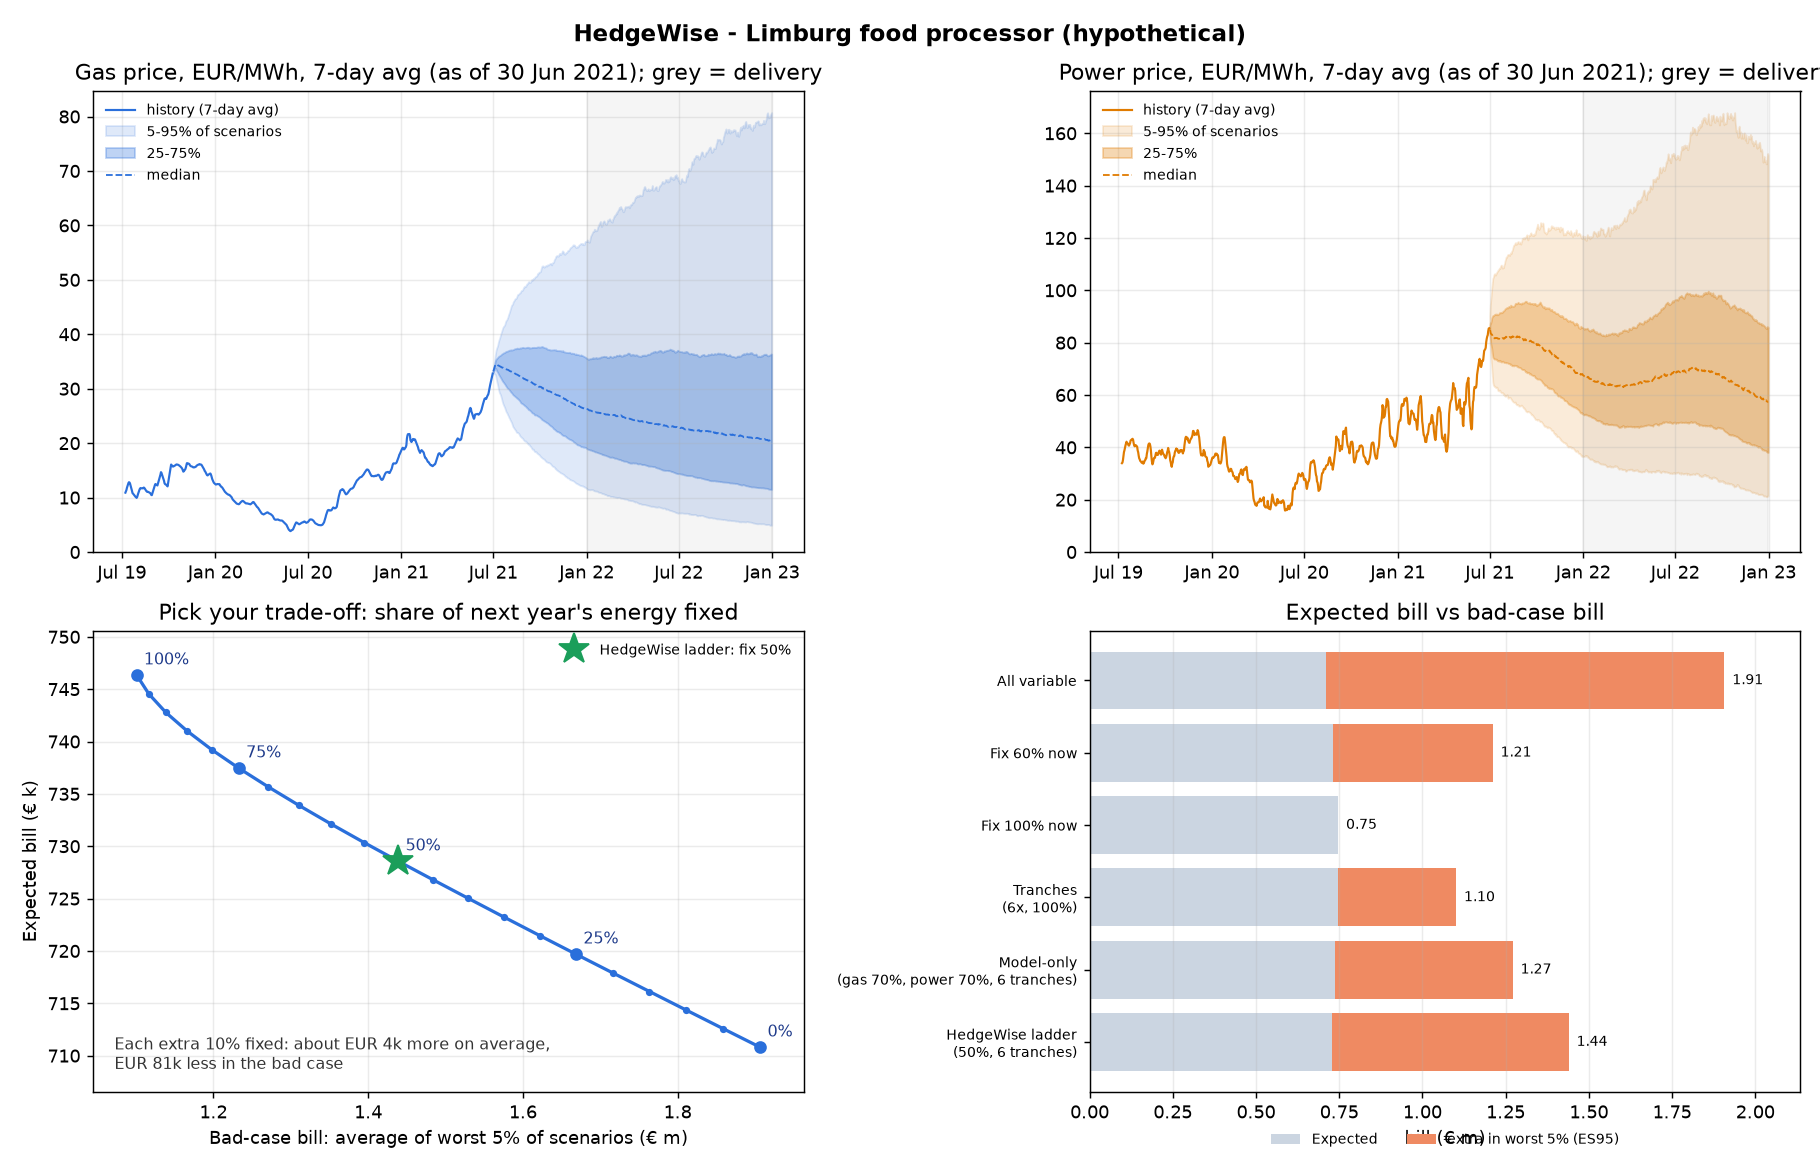 HedgeWise - Limburg food processor (hypothetical)
Gas price, EUR/MWh, 7-day avg (as of 30 Jun 2021); grey = delivery
history (7-day avg)
5-95% of scenarios
25-75%
median
80
70
60
50
40
30
20
10
0
Jul 19
Jan 20
Jul 20
Jan 21
Jul 21
Jan 22
Jul 22
Jan 23
Power price, EUR/MWh, 7-day avg (as of 30 Jun 2021); grey = deliver
history (7-day avg)
5-95% of scenarios
25-75%
median
160
140
120
100
80
60
40
20
0
Jul 19
Jan 20
Jul 20
Jan 21
Jul 21
Jan 22
Jul 22
Jan 23
Pick your trade-off: share of next year's energy fixed
HedgeWise ladder: fix 50%
Expected bill (€ k)
750
745
740
735
730
725
720
715
710
100%
75%
50%
25%
0%
Each extra 10% fixed: about EUR 4k more on average,
EUR 81k less in the bad case
1.2
1.4
1.6
1.8
Bad-case bill: average of worst 5% of scenarios (€ m)
Expected bill vs bad-case bill
All variable
1.91
Fix 60% now
1.21
Fix 100% now
0.75
Tranches
(6x, 100%)
1.10
Model-only
(gas 70%, power 70%, 6 tranches)
1.27
HedgeWise ladder
(50%, 6 tranches)
1.44
0.00
0.25
0.50
0.75
1.00
1.25
1.50
1.75
2.00
bill (€ m)
Expected
extra in worst 5% (ES95)